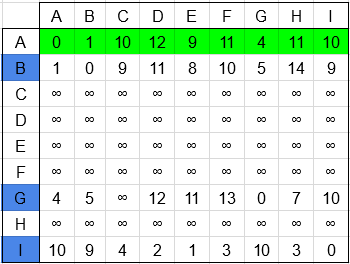 A B C D E F G H I
A 0 1 10 12 9 11 4 11 10
B 1 0 9 11 8 10 5 14 9
C ∞ ∞ ∞ ∞ ∞ ∞ ∞ ∞ ∞
D ∞ ∞ ∞ ∞ ∞ ∞ ∞ ∞ ∞
E ∞ ∞ ∞ ∞ ∞ ∞ ∞ ∞ ∞
F ∞ ∞ ∞ ∞ ∞ ∞ ∞ ∞ ∞
G 4 5 ∞ 12 11 13 0 7 10
H ∞ ∞ ∞ ∞ ∞ ∞ ∞ ∞ ∞
I 10 9 4 2 1 3 10 3 0